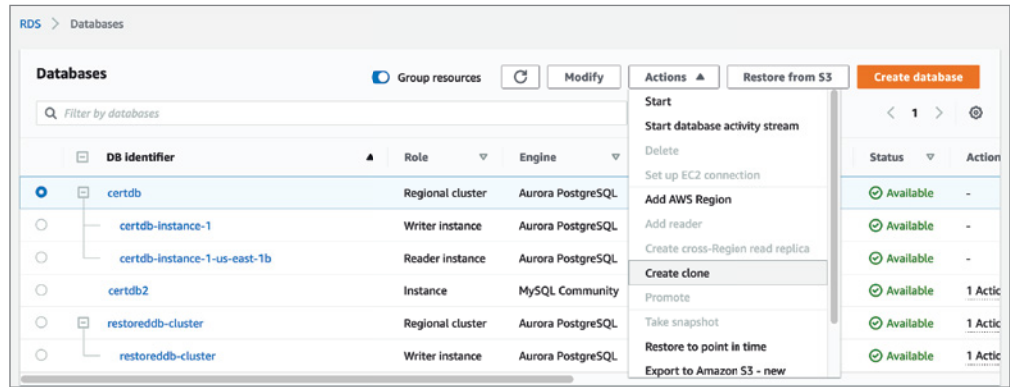 RDS > Databases
Databases
Group resources
Modify
Actions ▲
Restore from S3
Create database
Filter by databases
< 1 >
DB identifier ▲
Role
Engine
Status
Action
certdb
Regional cluster
Aurora PostgreSQL
Available
-
certdb-instance-1
Writer instance
Aurora PostgreSQL
Available
-
certdb-instance-1-us-east-1b
Reader instance
Aurora PostgreSQL
Available
-
certdb2
Instance
MySQL Community
Available
1 Actic
restoreddb-cluster
Regional cluster
Aurora PostgreSQL
Available
1 Actic
restoreddb-cluster
Writer instance
Aurora PostgreSQL
Available
1 Actic
Start
Start database activity stream
Delete
Set up EC2 connection
Add AWS Region
Add reader
Create cross-Region read replica
Create clone
Promote
Take snapshot
Restore to point in time
Export to Amazon S3 - new